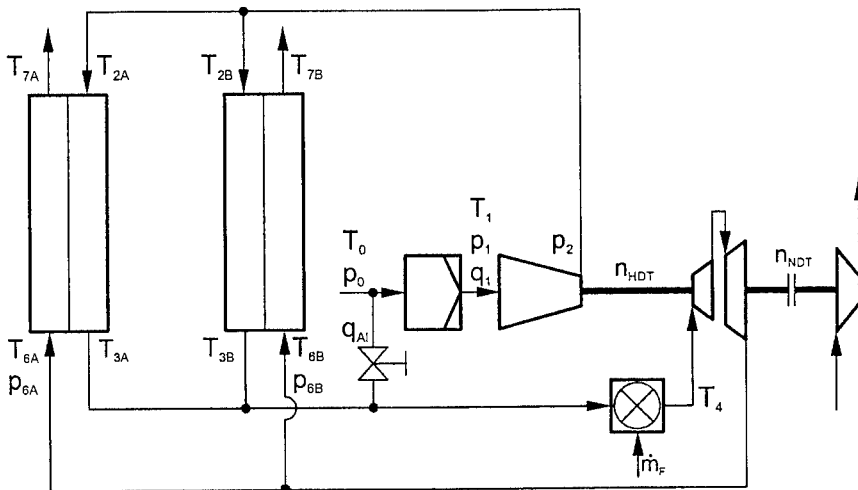 T7A T2A
T2B T7B
T0
p0
T1
p1
q1
p2
nHDT
nNDT
qAI
T6A T3A
p6A
T3B T6B
p6B
T4
ṁF